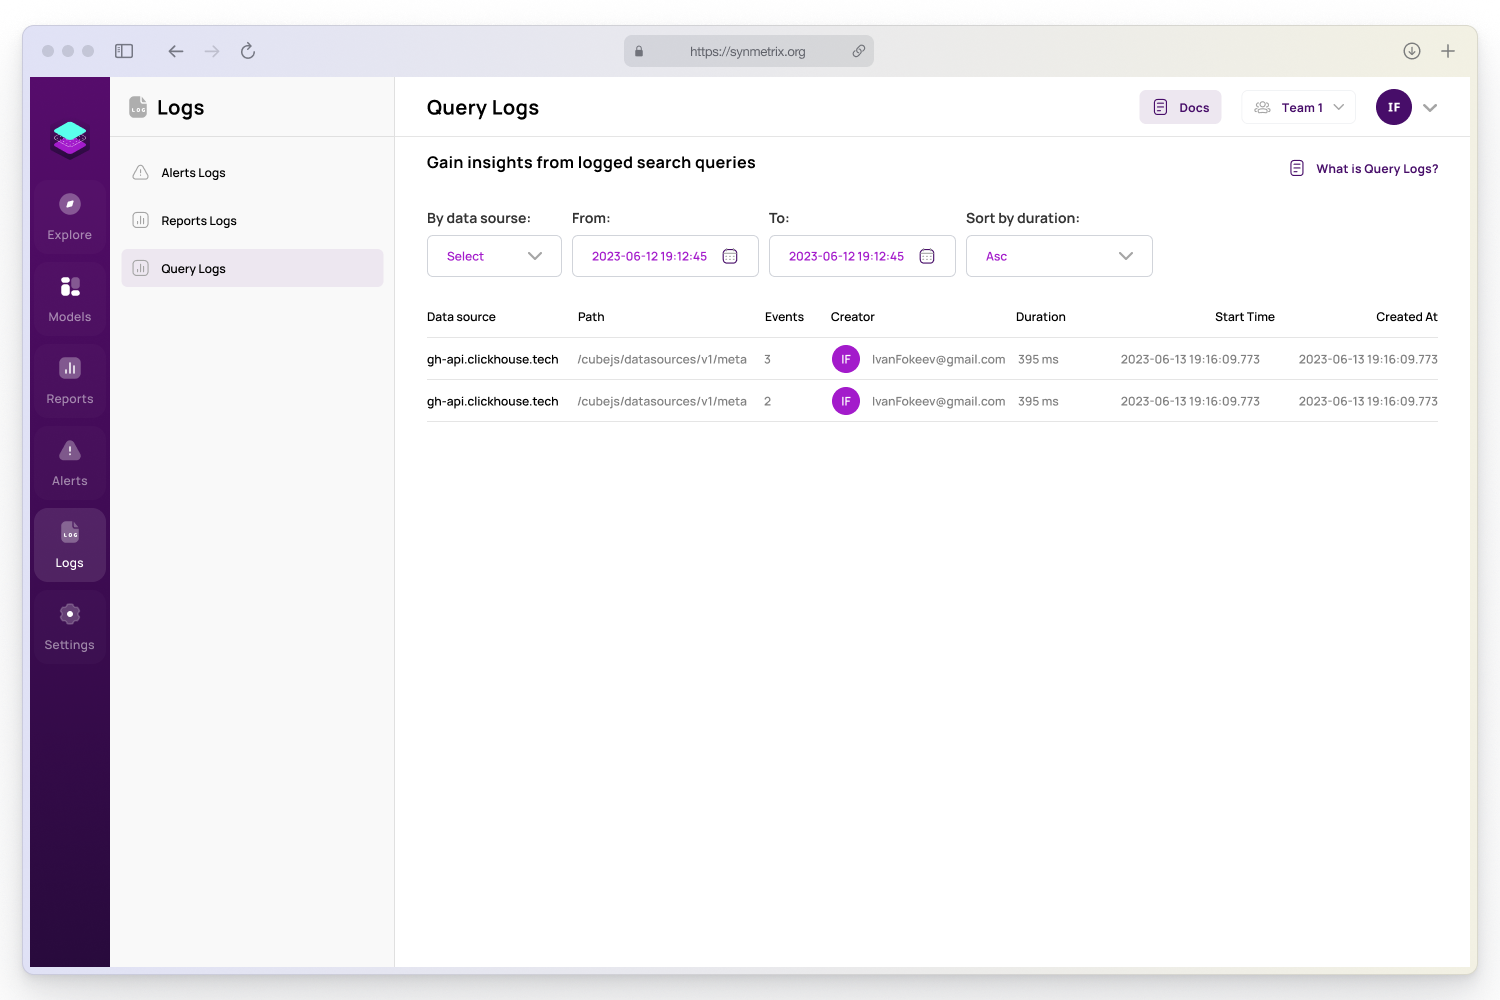 https://synmetrix.org
Explore
Models
Reports
Alerts
LOG
Logs
Settings
LOG
Logs
Alerts Logs
Reports Logs
Query Logs
Query Logs
Docs
Team 1
IF
Gain insights from logged search queries
What is Query Logs?
By data sourse: From: To: Sort by duration:
Select 2023-06-12 19:12:45 2023-06-12 19:12:45 Asc
Data source Path Events Creator Duration Start Time Created At
gh-api.clickhouse.tech /cubejs/datasources/v1/meta 3 IF IvanFokeev@gmail.com 395 ms 2023-06-13 19:16:09.773 2023-06-13 19:16:09.773
gh-api.clickhouse.tech /cubejs/datasources/v1/meta 2 IF IvanFokeev@gmail.com 395 ms 2023-06-13 19:16:09.773 2023-06-13 19:16:09.773